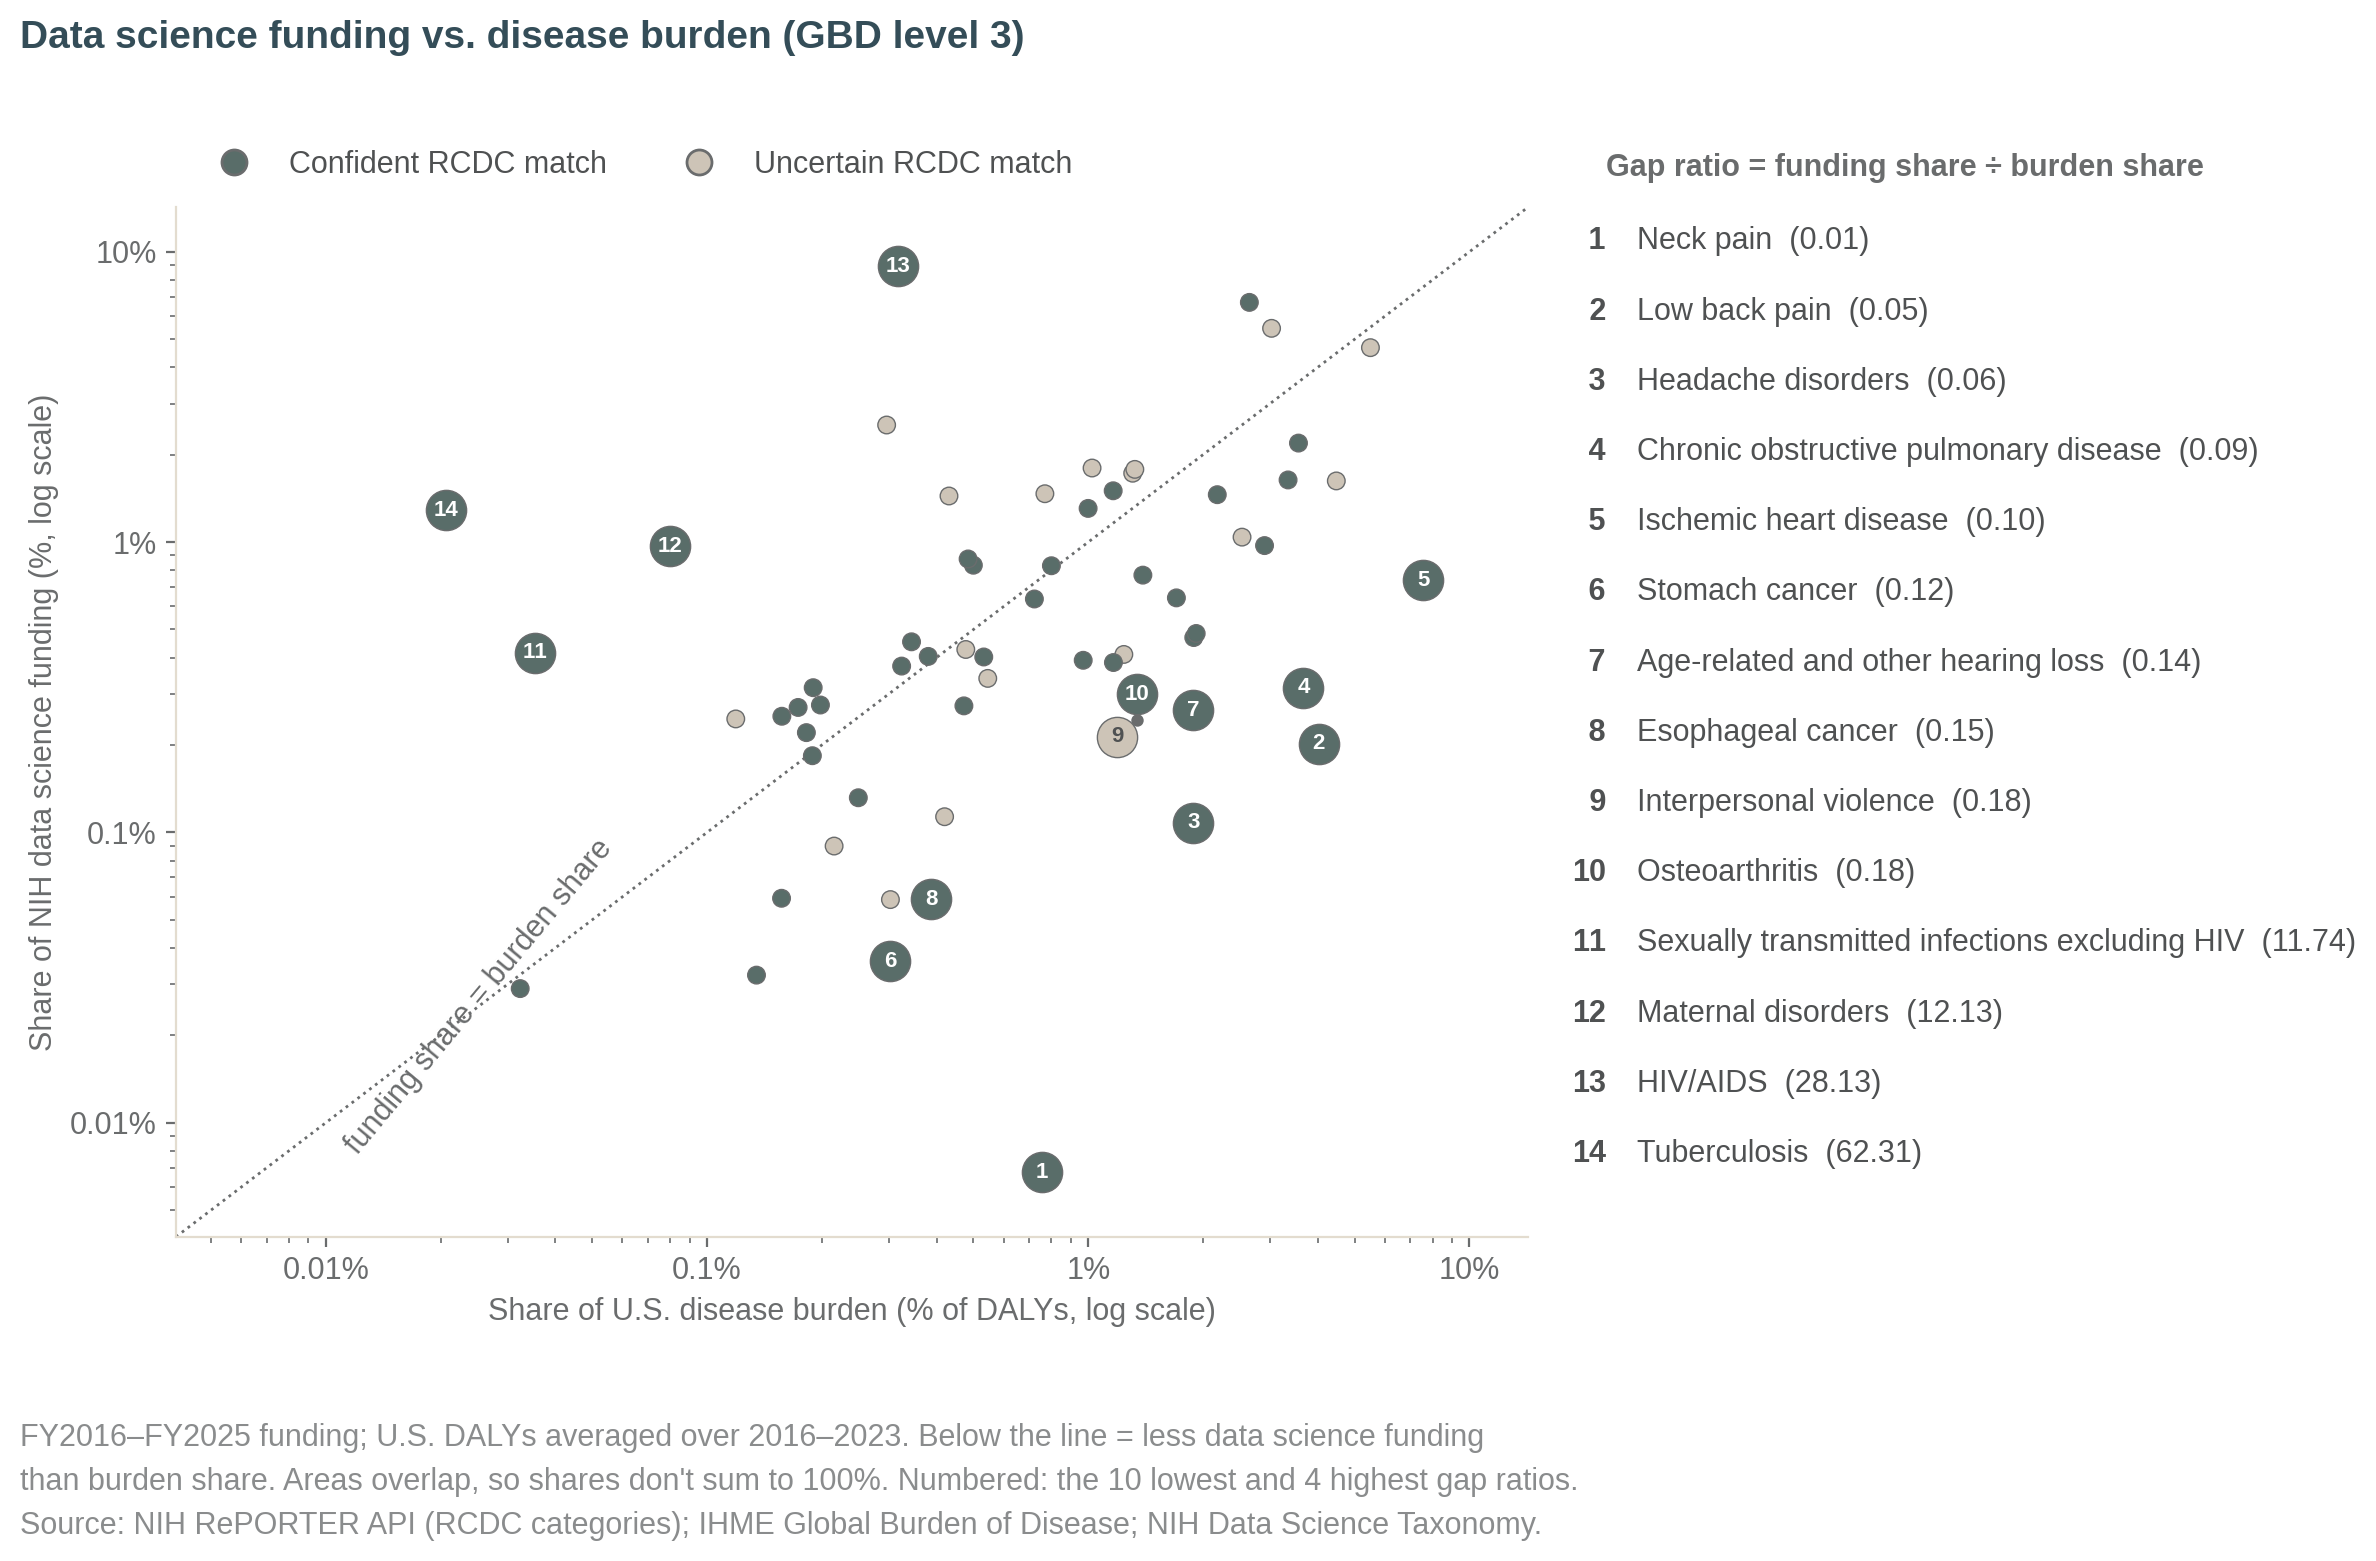 Data science funding vs. disease burden (GBD level 3)
Confident RCDC match
Uncertain RCDC match
Gap ratio = funding share ÷ burden share
1 Neck pain (0.01)
2 Low back pain (0.05)
3 Headache disorders (0.06)
4 Chronic obstructive pulmonary disease (0.09)
5 Ischemic heart disease (0.10)
6 Stomach cancer (0.12)
7 Age-related and other hearing loss (0.14)
8 Esophageal cancer (0.15)
9 Interpersonal violence (0.18)
10 Osteoarthritis (0.18)
11 Sexually transmitted infections excluding HIV (11.74)
12 Maternal disorders (12.13)
13 HIV/AIDS (28.13)
14 Tuberculosis (62.31)
Share of NIH data science funding (%, log scale)
10%
1%
0.1%
0.01%
13
14
12
5
11
4
10
7
9
2
3
8
6
1
funding share = burden share
0.01%
0.1%
1%
10%
Share of U.S. disease burden (% of DALYs, log scale)
FY2016–FY2025 funding; U.S. DALYs averaged over 2016–2023. Below the line = less data science funding
than burden share. Areas overlap, so shares don't sum to 100%. Numbered: the 10 lowest and 4 highest gap ratios.
Source: NIH RePORTER API (RCDC categories); IHME Global Burden of Disease; NIH Data Science Taxonomy.